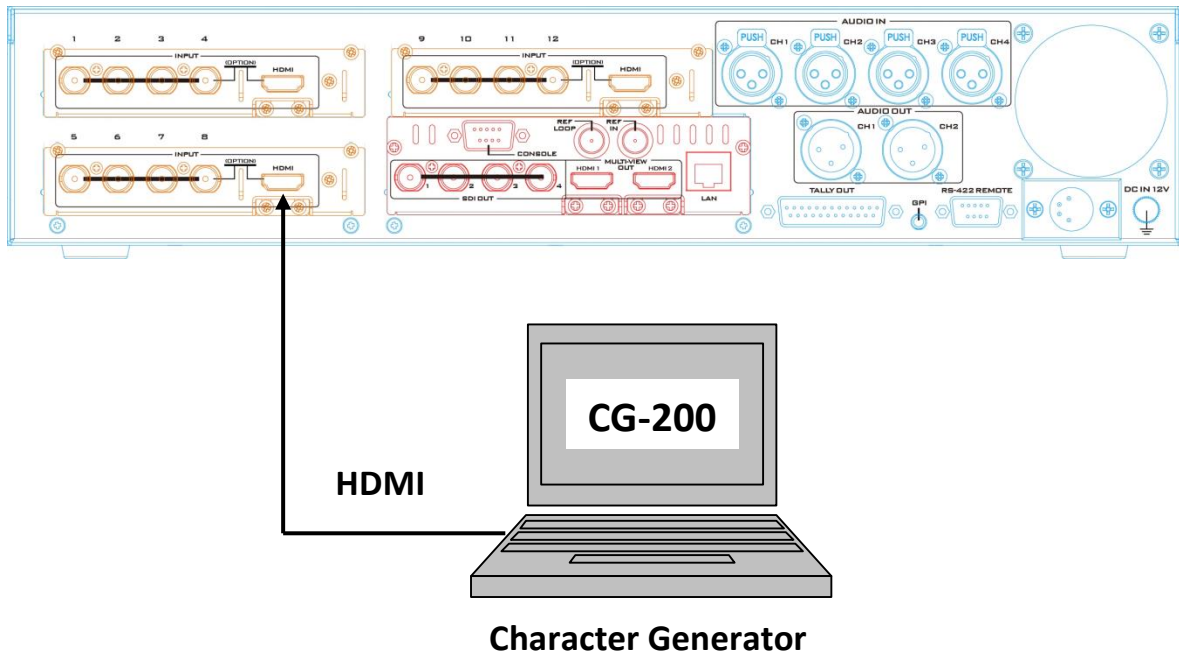 AUDIO IN
1 2 3 4
9 10 11 12
PUSH CH1 PUSH CH2 PUSH CH3 PUSH CH4
INPUT
(OPTION) HDMI
INPUT
(OPTION) HDMI
AUDIO OUT
CH1 CH2
REF LOOP
REF IN
CONSOLE
5 6 7 8
INPUT
(OPTION) HDMI
MULTI-VIEW OUT
HDMI 1 HDMI 2
1 2 3 4
SDI OUT
LAN
TALLY OUT
GPI
RS-422 REMOTE
DC IN 12V
CG-200
HDMI
Character Generator